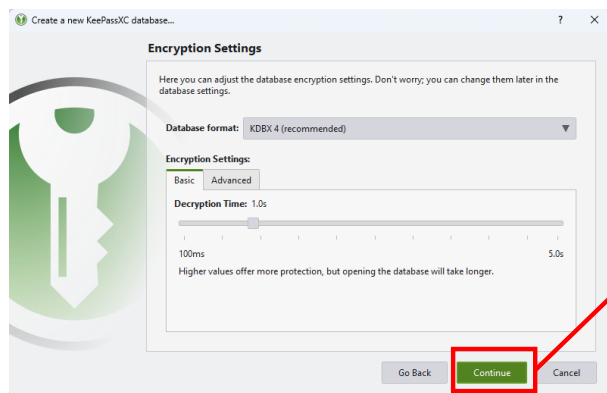 Create a new KeePassXC database...
? ×
Encryption Settings
Here you can adjust the database encryption settings. Don't worry; you can change them later in the
database settings.
Database format: KDBX 4 (recommended)
Encryption Settings:
Basic Advanced
Decryption Time: 1.0s
100ms 5.0s
Higher values offer more protection, but opening the database will take longer.
Go Back Continue Cancel